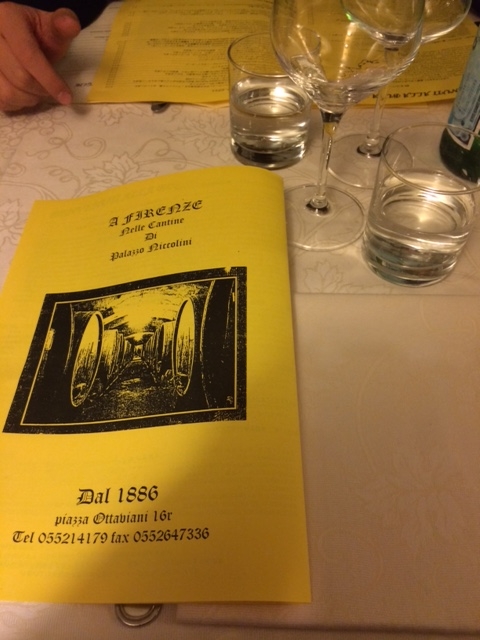 A FIRENZE
Nelle Cantine
Di
Palazzo Niccolini
Dal 1886
piazza Ottaviani 16r
Tel 055214179 fax 0552647336